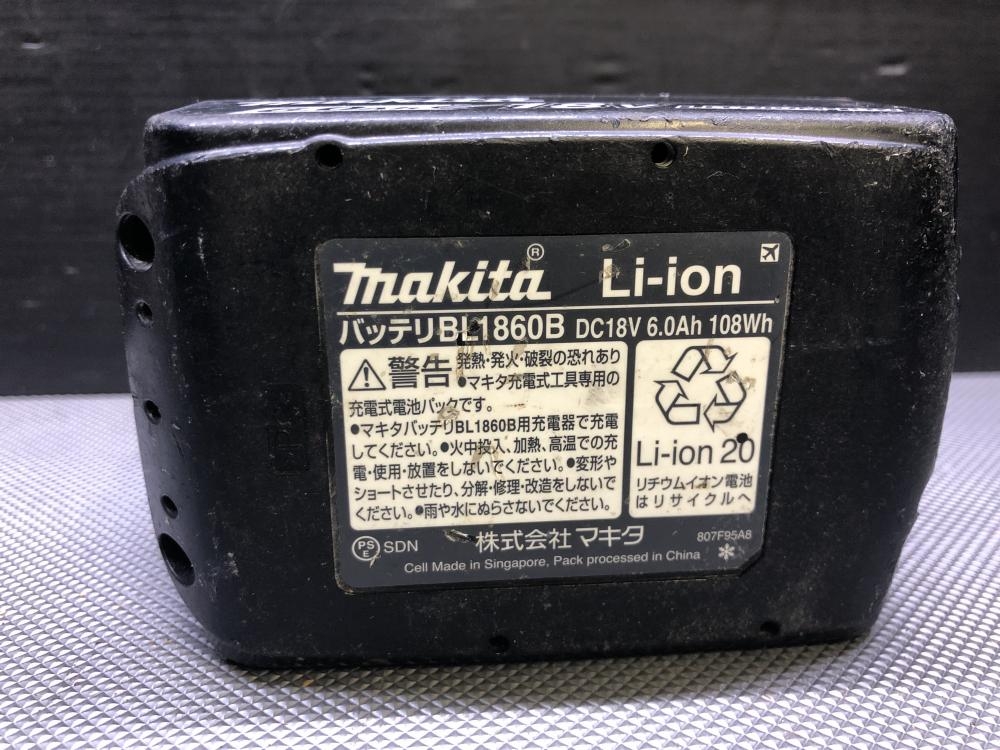 18V
makita® Li-ion
バッテリBL1860B DC18V 6.0Ah 108Wh
警告 発熱・発火・破裂の恐れあり
●マキタ充電式工具専用の
充電式電池パックです。
●マキタバッテリBL1860B用充電器で充電
してください。●火中投入、加熱、高温での充
電・使用・放置をしないでください。●変形や
ショートさせたり、分解・修理・改造をしないで
ください。●雨や水にぬらさないでください。
Li-ion 20
リチウムイオン電池
はリサイクルへ
PS
E SDN 株式会社マキタ 807F95A8
Cell Made in Singapore, Pack processed in China